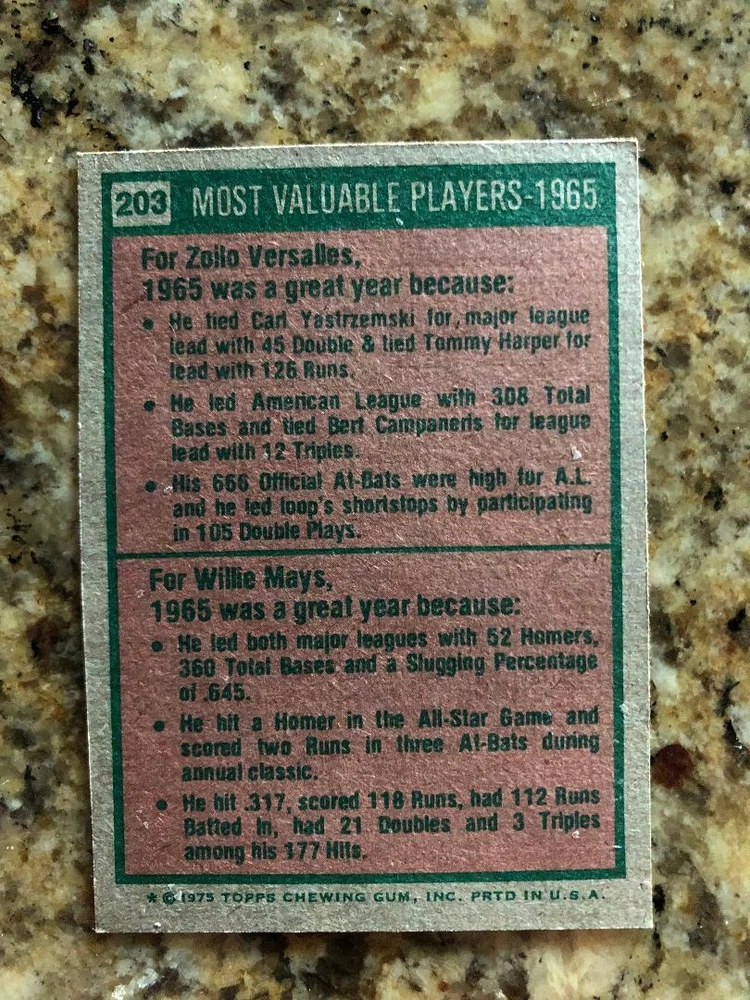 203 MOST VALUABLE PLAYERS-1965
For Zoilo Versalles,
1965 was a great year because:
• He tied Carl Yastrzemski for major league
lead with 45 Double & tied Tommy Harper for
lead with 126 Runs.
• He led American League with 308 Total
Bases and tied Bert Campaneris for league
lead with 12 Triples.
• His 666 Official At-Bats were high for A.L.
and he led loop's shortstops by participating
in 105 Double Plays.
For Willie Mays,
1965 was a great year because:
• He led both major leagues with 52 Homers,
360 Total Bases and a Slugging Percentage
of .645.
• He hit a Homer in the All-Star Game and
scored two Runs in three At-Bats during
annual classic.
• He hit .317, scored 118 Runs, had 112 Runs
Batted In, had 21 Doubles and 3 Triples
among his 177 Hits.
* © 1975 TOPPS CHEWING GUM, INC. PRTD IN U.S.A.